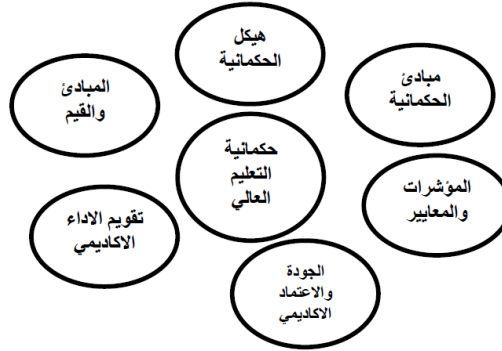 هيكل
الحكمانية
مبادئ
الحكمانية
المبادئ
والقيم
حكمانية
التعليم
العالي
المؤشرات
والمعايير
تقويم الاداء
الاكاديمي
الجودة
والاعتماد
الاكاديمي